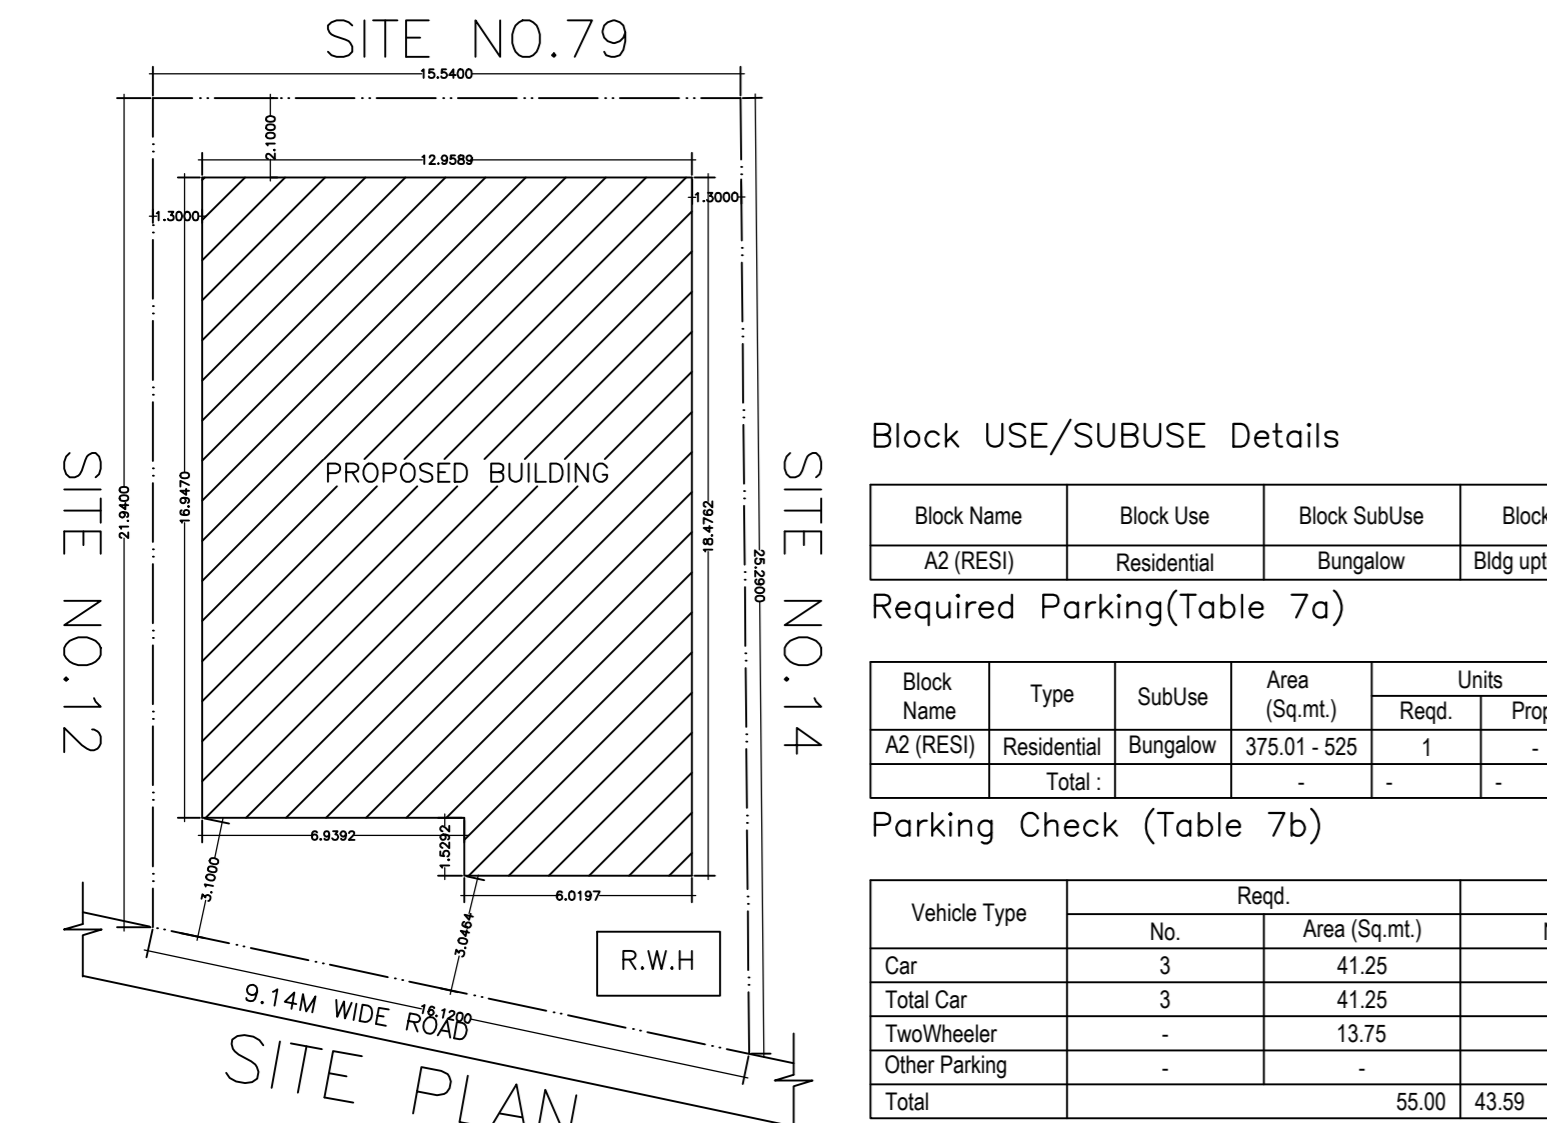 SITE NO.79
15.5400
2.1000
12.9589
1.3000
1.3000
PROPOSED BUILDING
SITE NO.12
21.9400
16.9470
18.4762
25.2900
SITE NO.14
6.9392
1.5292
3.1000
6.0197
3.0464
R.W.H
9.14M WIDE ROAD
16.1200
SITE PLAN
Block USE/SUBUSE Details
Block Name Block Use Block SubUse Block
A2 (RESI) Residential Bungalow Bldg upt
Required Parking(Table 7a)
Block Name Type SubUse Area (Sq.mt.) Units
Reqd. Prop
A2 (RESI) Residential Bungalow 375.01 - 525 1 -
Total : - - -
Parking Check (Table 7b)
Vehicle Type Reqd.
No. Area (Sq.mt.)
Car 3 41.25
Total Car 3 41.25
TwoWheeler - 13.75
Other Parking - -
Total 55.00 43.59